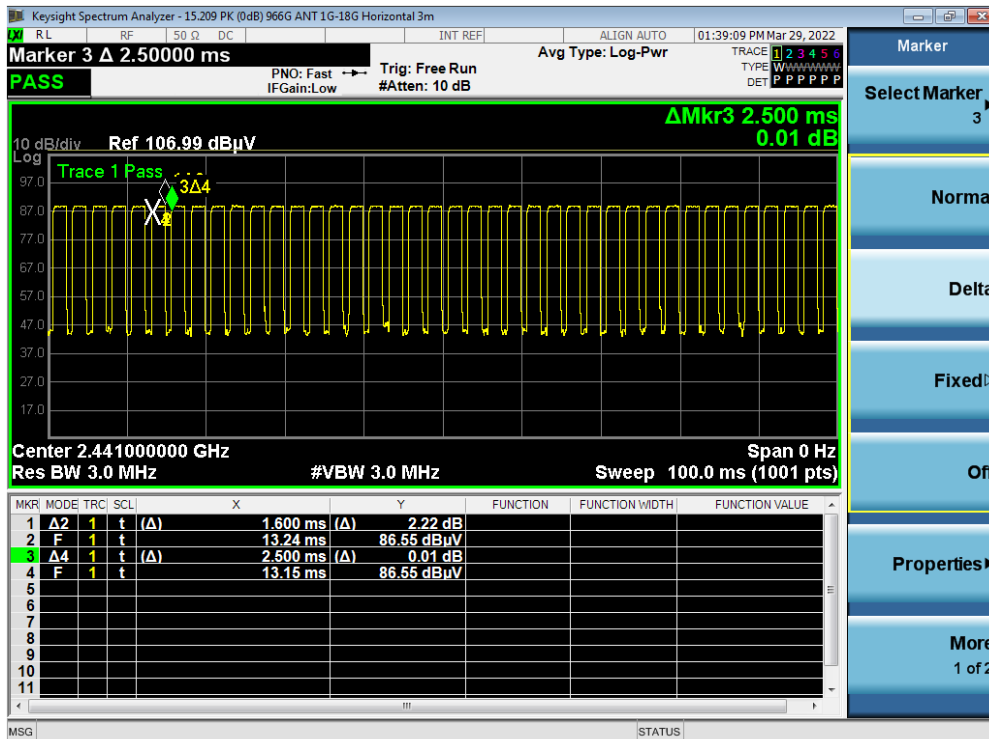 Keysight Spectrum Analyzer - 15.209 PK (0dB) 966G ANT 1G-18G Horizontal 3m
LXI RL RF 50 Ω DC INT REF ALIGN AUTO 01:39:09 PM Mar 29, 2022
Marker 3 Δ 2.50000 ms
PASS
PNO: Fast
IFGain:Low
Trig: Free Run
#Atten: 10 dB
Avg Type: Log-Pwr
TRACE 1 2 3 4 5 6
TYPE WWWWWW
DET P P P P P P
ΔMkr3 2.500 ms
0.01 dB
10 dB/div Ref 106.99 dBµV
Log
Trace 1 Pass
3Δ4
97.0
87.0
77.0
67.0
57.0
47.0
37.0
27.0
17.0
Center 2.441000000 GHz Span 0 Hz
Res BW 3.0 MHz #VBW 3.0 MHz Sweep 100.0 ms (1001 pts)
MKR MODE TRC SCL X Y FUNCTION FUNCTION WIDTH FUNCTION VALUE
1 Δ2 1 t (Δ) 1.600 ms (Δ) 2.22 dB
2 F 1 t 13.24 ms 86.55 dBµV
3 Δ4 1 t (Δ) 2.500 ms (Δ) 0.01 dB
4 F 1 t 13.15 ms 86.55 dBµV
5
6
7
8
9
10
11
MSG STATUS
Marker
Select Marker
3
Norma
Delta
Fixed
Off
Properties
More
1 of 2